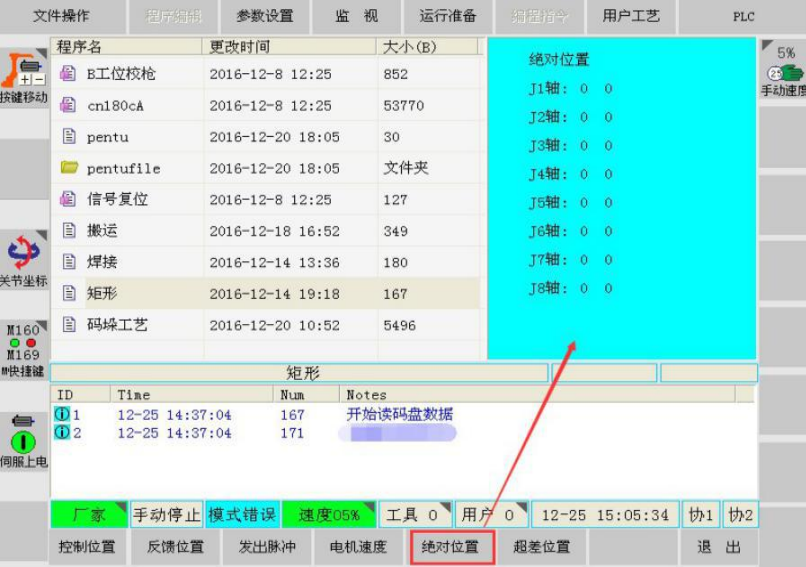 文件操作 程序编辑 参数设置 监 视 运行准备 编程指令 用户工艺 PLC
程序名 更改时间 大小(B)
B工位校枪 2016-12-8 12:25 852
cn180cA 2016-12-8 12:25 53770
pentu 2016-12-20 18:05 30
pentufile 2016-12-20 18:05 文件夹
信号复位 2016-12-8 12:25 127
搬运 2016-12-18 16:52 349
焊接 2016-12-14 13:36 180
矩形 2016-12-14 19:18 167
码垛工艺 2016-12-20 10:52 5496
绝对位置
J1轴: 0 0
J2轴: 0 0
J3轴: 0 0
J4轴: 0 0
J5轴: 0 0
J6轴: 0 0
J7轴: 0 0
J8轴: 0 0
5%
手动速度
+ -
按键移动
关节坐标
M160
M169
M快捷键
伺服上电
矩形
ID Time Num Notes
1 12-25 14:37:04 167 开始读码盘数据
2 12-25 14:37:04 171
厂家 手动停止 模式错误 速度05% 工具 0 用户 0 12-25 15:05:34 协1 协2
控制位置 反馈位置 发出脉冲 电机速度 绝对位置 超差位置 退 出